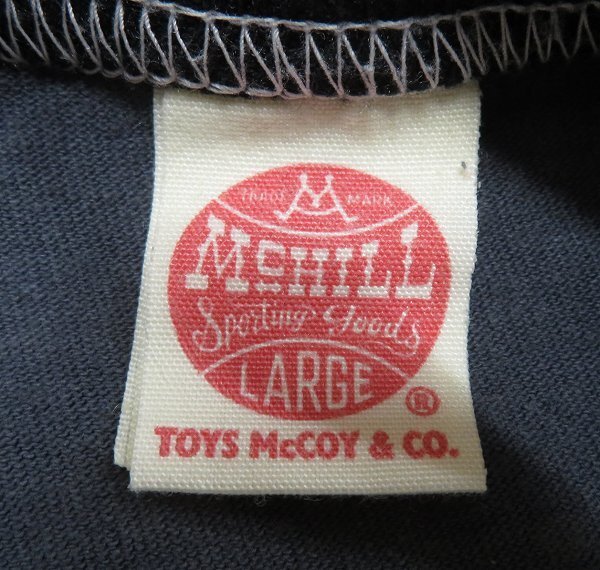 TRADE MARK
McHILL
Sporting Goods
LARGE
®
TOYS McCOY & CO.